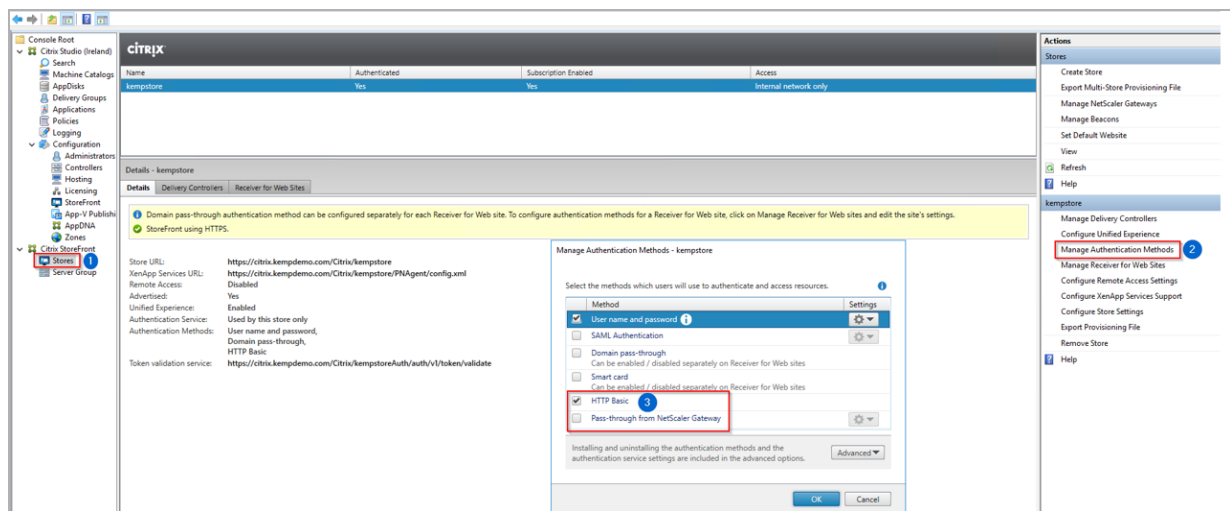 Console Root
Citrix Studio (Ireland)
Search
Machine Catalogs
AppDisks
Delivery Groups
Applications
Policies
Logging
Configuration
Administrators
Controllers
Hosting
Licensing
StoreFront
App-V Publishi
AppDNA
Zones
Citrix StoreFront
Stores 1
Server Group
CİTRIX
Name Authenticated Subscription Enabled Access
kempstore Yes Yes Internal network only
Details - kempstore
Details Delivery Controllers Receiver for Web Sites
Domain pass-through authentication method can be configured separately for each Receiver for Web site. To configure authentication methods for a Receiver for Web site, click on Manage Receiver for Web sites and edit the site's settings.
StoreFront using HTTPS.
Store URL: https://citrix.kempdemo.com/Citrix/kempstore
XenApp Services URL: https://citrix.kempdemo.com/Citrix/kempstore/PNAgent/config.xml
Remote Access: Disabled
Advertised: Yes
Unified Experience: Enabled
Authentication Service: Used by this store only
Authentication Methods: User name and password,
Domain pass-through,
HTTP Basic
Token validation service: https://citrix.kempdemo.com/Citrix/kempstoreAuth/auth/v1/token/validate
Manage Authentication Methods - kempstore
Select the methods which users will use to authenticate and access resources.
Method Settings
User name and password
SAML Authentication
Domain pass-through
Can be enabled / disabled separately on Receiver for Web sites
Smart card
Can be enabled / disabled separately on Receiver for Web sites
HTTP Basic 3
Pass-through from NetScaler Gateway
Installing and uninstalling the authentication methods and the
authentication service settings are included in the advanced options.
Advanced
OK Cancel
Actions
Stores
Create Store
Export Multi-Store Provisioning File
Manage NetScaler Gateways
Manage Beacons
Set Default Website
View
Refresh
Help
kempstore
Manage Delivery Controllers
Configure Unified Experience
Manage Authentication Methods 2
Manage Receiver for Web Sites
Configure Remote Access Settings
Configure XenApp Services Support
Configure Store Settings
Export Provisioning File
Remove Store
Help